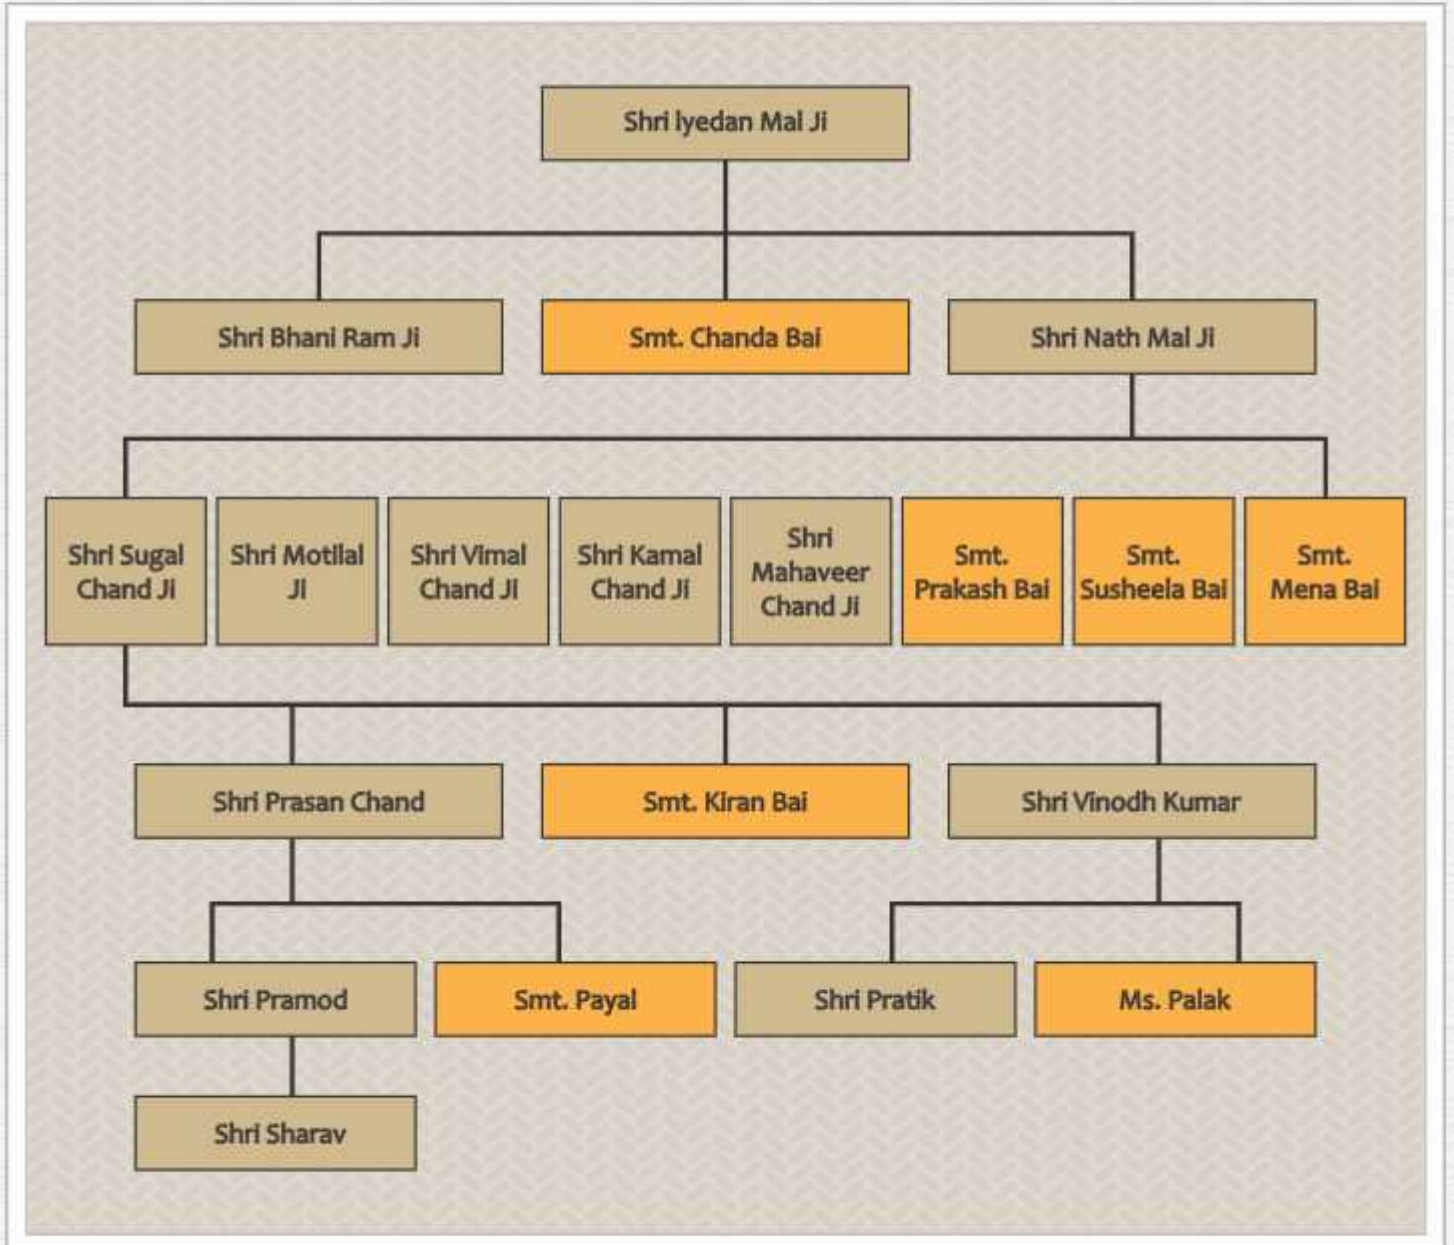 Shri lyedan Mal Ji
Shri Bhani Ram Ji
Smt. Chanda Bai
Shri Nath Mal Ji
Shri Sugal
Chand Ji
Shri Motilal
Ji
Shri Vimal
Chand Ji
Shri Kamal
Chand Ji
Shri
Mahaveer
Chand Ji
Smt.
Prakash Bai
Smt.
Susheela Bai
Smt.
Mena Bai
Shri Prasan Chand
Smt. Kiran Bai
Shri Vinodh Kumar
Shri Pramod
Smt. Payal
Shri Pratik
Ms. Palak
Shri Sharav